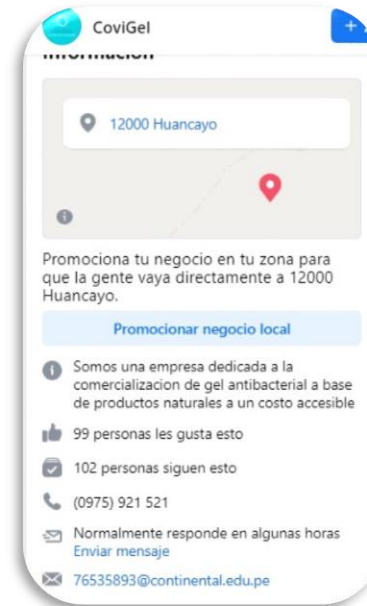 CoviGel
+
Información
12000 Huancayo
Promociona tu negocio en tu zona para
que la gente vaya directamente a 12000
Huancayo.
Promocionar negocio local
Somos una empresa dedicada a la
comercializacion de gel antibacterial a base
de productos naturales a un costo accesible
99 personas les gusta esto
102 personas siguen esto
(0975) 921 521
Normalmente responde en algunas horas
Enviar mensaje
76535893@continental.edu.pe